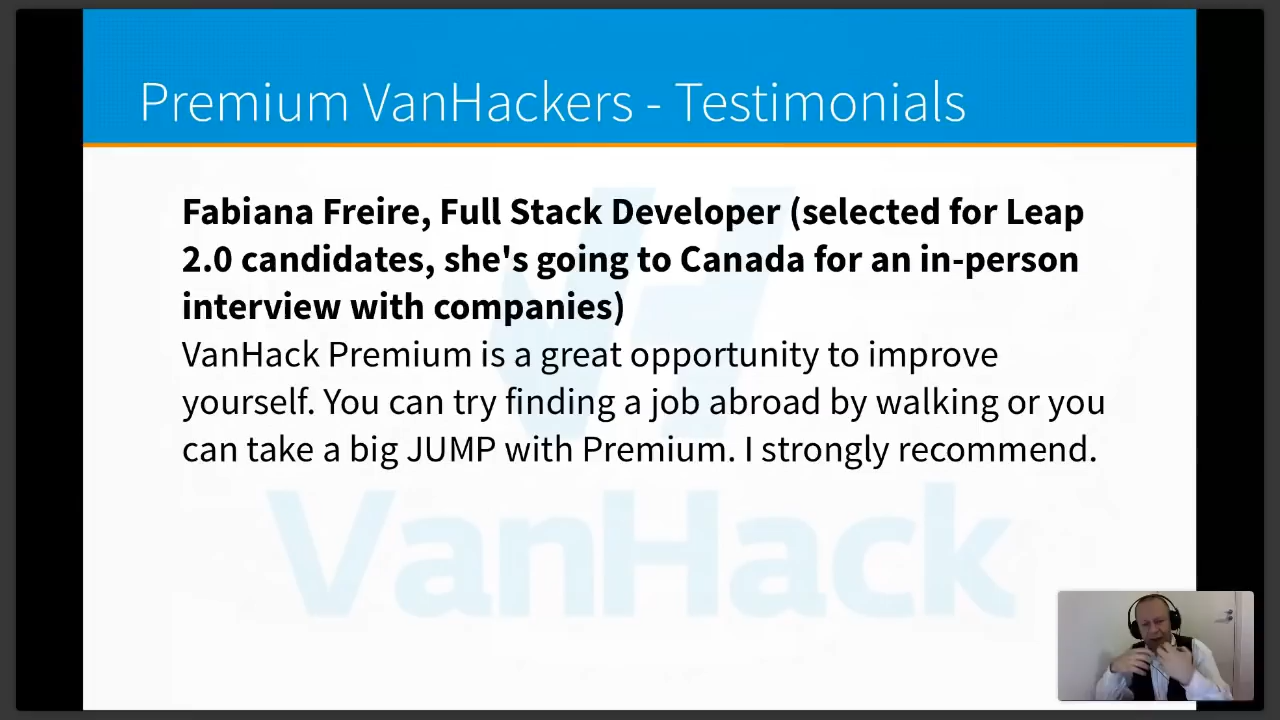 Premium VanHackers - Testimonials
Fabiana Freire, Full Stack Developer (selected for Leap
2.0 candidates, she's going to Canada for an in-person
interview with companies)
VanHack Premium is a great opportunity to improve
yourself. You can try finding a job abroad by walking or you
can take a big JUMP with Premium. I strongly recommend.
VanHack